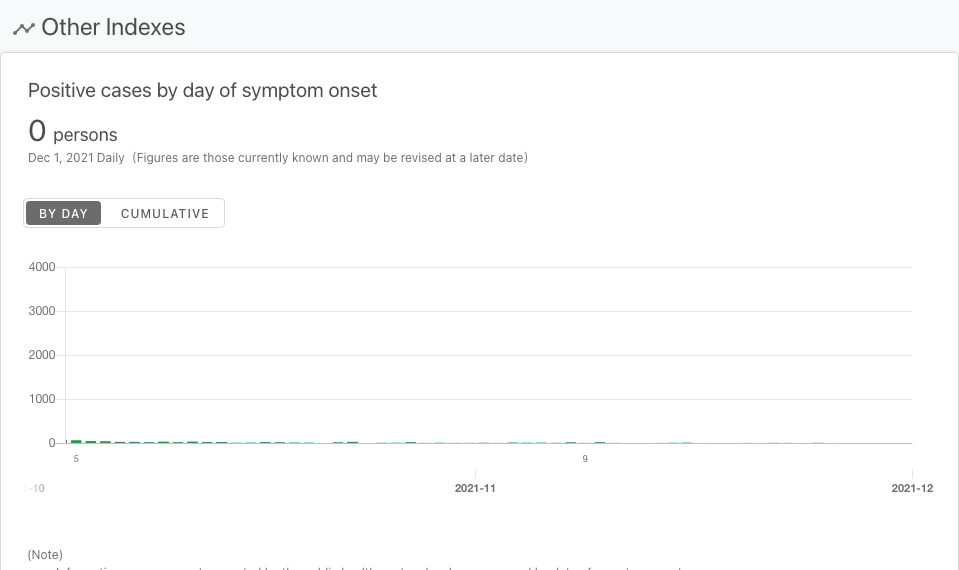 Other Indexes
Positive cases by day of symptom onset
0 persons
Dec 1, 2021 Daily (Figures are those currently known and may be revised at a later date)
BY DAY CUMULATIVE
4000
3000
2000
1000
0
5 9
-10 2021-11 2021-12
(Note)